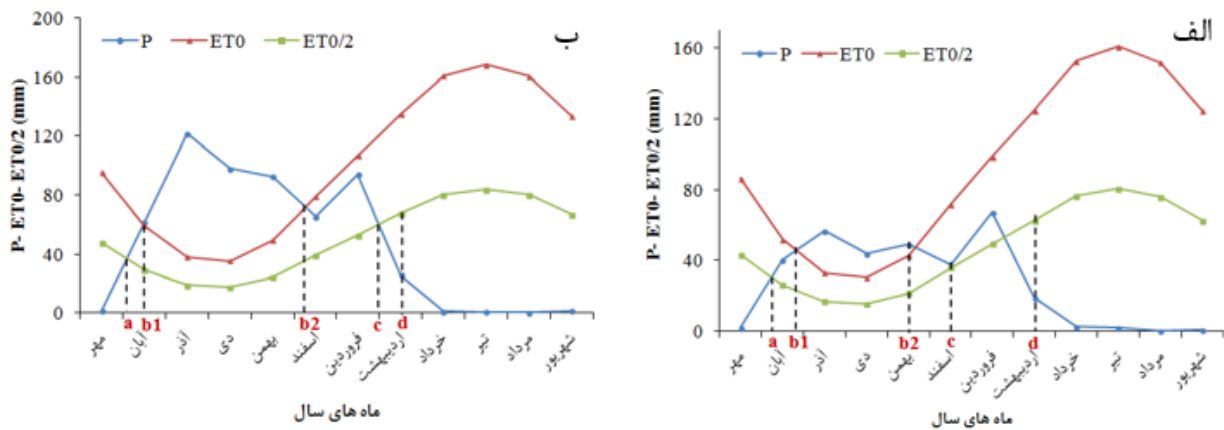 الف
P- ET0- ET0/2 (mm)
P ET0 ET0/2
160
120
80
40
0
a b1 b2 c d
مهر آبان آذر دی بهمن اسفند فروردین اردیبهشت خرداد تیر مرداد شهریور
ماه های سال
ب
P- ET0- ET0/2 (mm)
P ET0 ET0/2
200
160
120
80
40
0
a b1 b2 c d
مهر آبان آذر دی بهمن اسفند فروردین اردیبهشت خرداد تیر مرداد شهریور
ماه های سال